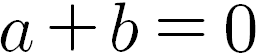 a + b = 0